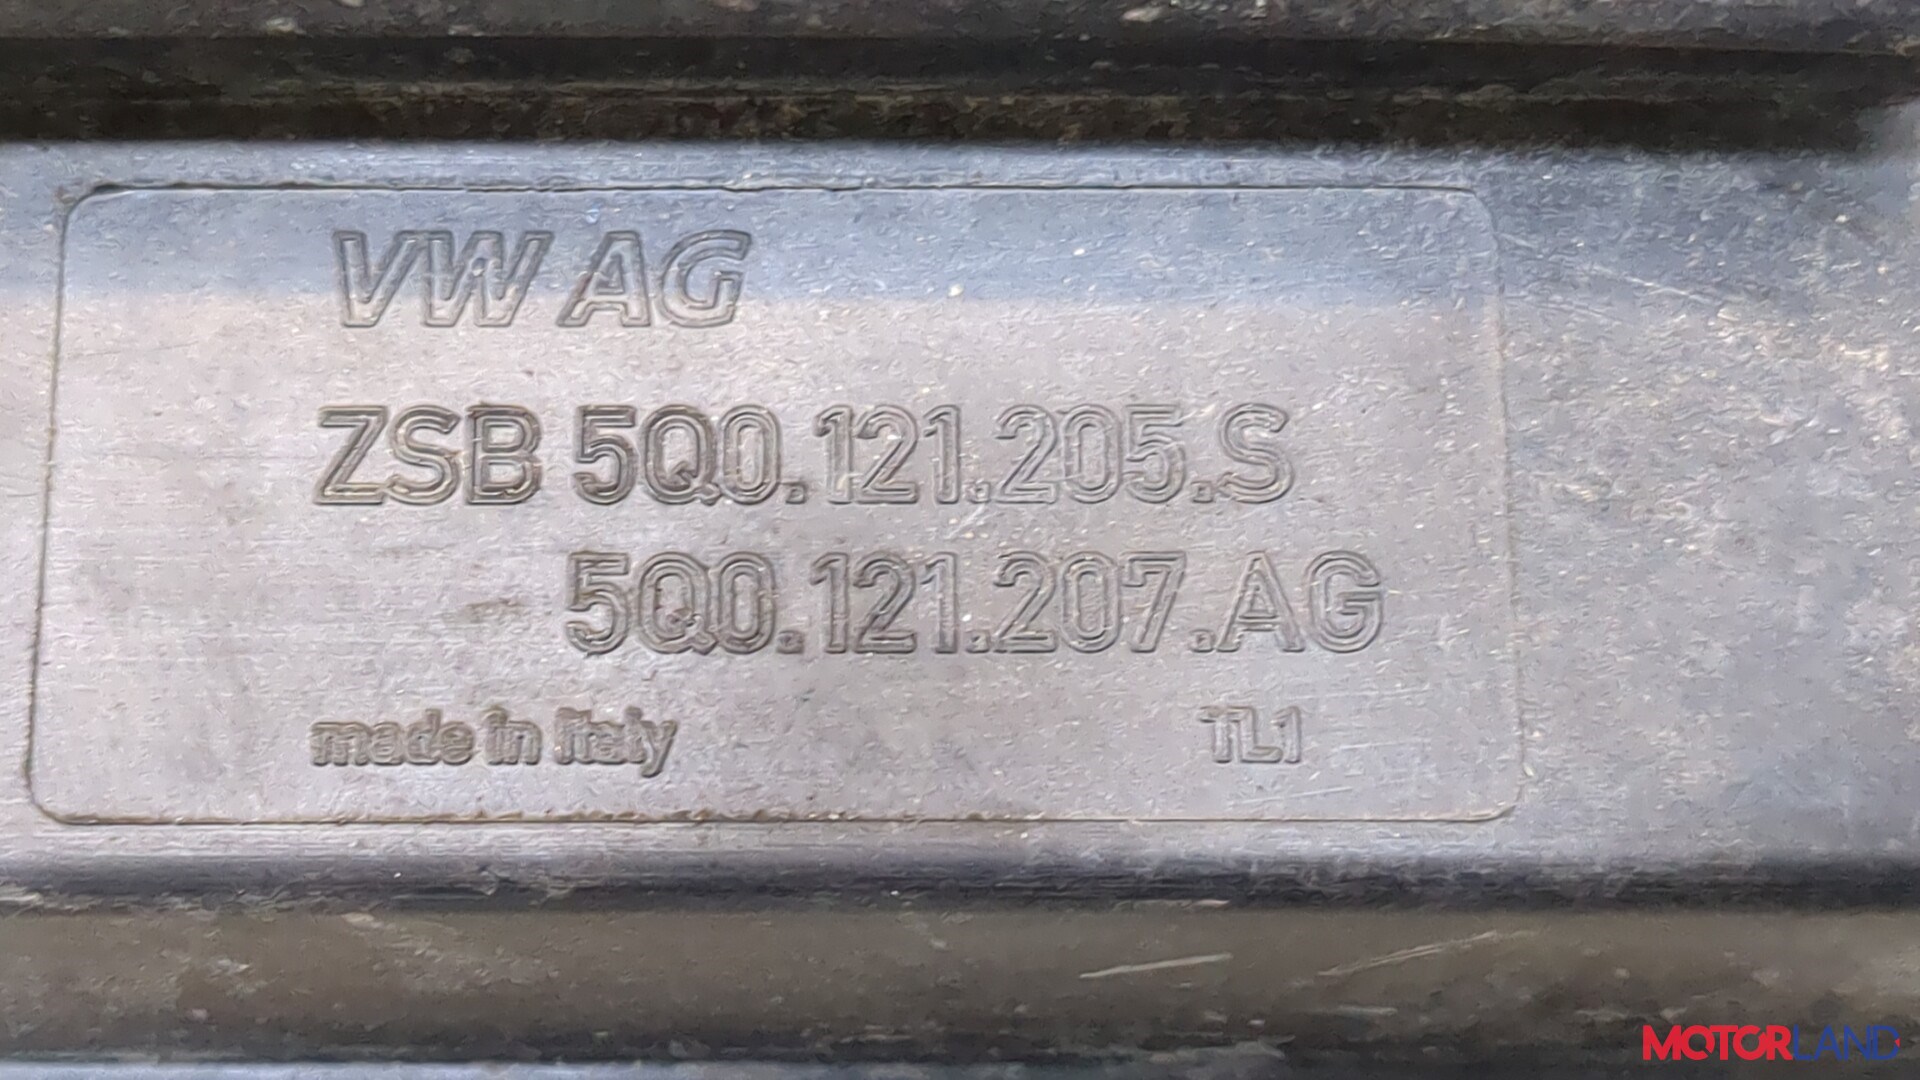 VW AG
ZSB 5Q0.121.205.S
5Q0.121.207.AG
made in italy
TL1
MOTORLAND